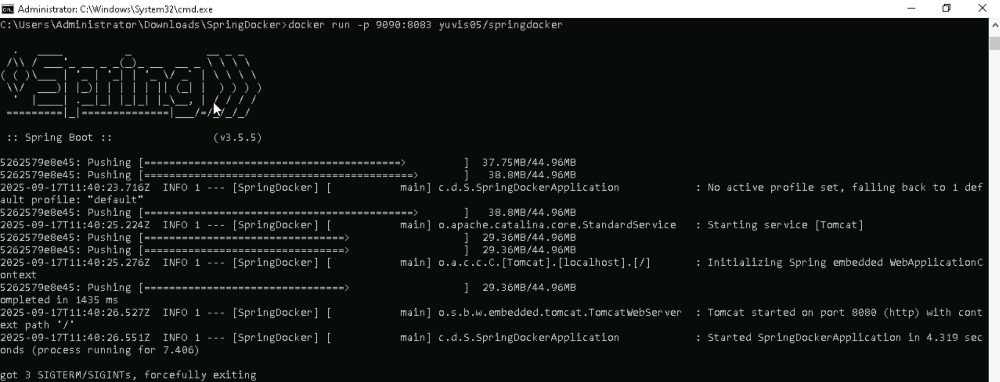 Administrator: C:\Windows\System32\cmd.exe
C:\Users\Administrator\Downloads\SpringDocker>docker run -p 9090:8083 yuvis05/springdocker
  .   ____          _            __ _ _
 /\\ / ___'_ __ _ _(_)_ __  __ _ \ \ \ \
( ( )\___ | '_ | '_| | '_ \/ _` | \ \ \ \
 \\/  ___)| |_)| | | | | || (_| |  ) ) ) )
  '  |____| .__|_| |_|_| |_\__, | / / / /
 =========|_|==============|___/=/_/_/_/
:: Spring Boot ::                (v3.5.5)
5262579e8e45: Pushing [=========================================>         ]  37.75MB/44.96MB
5262579e8e45: Pushing [===========================================>       ]   38.8MB/44.96MB
2025-09-17T11:40:23.716Z  INFO 1 --- [SpringDocker] [           main] c.d.S.SpringDockerApplication            : No active profile set, falling back to 1 def
ault profile: "default"
5262579e8e45: Pushing [===========================================>       ]   38.8MB/44.96MB
2025-09-17T11:40:25.224Z  INFO 1 --- [SpringDocker] [           main] o.apache.catalina.core.StandardService   : Starting service [Tomcat]
5262579e8e45: Pushing [================================>                  ]  29.36MB/44.96MB
5262579e8e45: Pushing [================================>                  ]  29.36MB/44.96MB
2025-09-17T11:40:25.276Z  INFO 1 --- [SpringDocker] [           main] o.a.c.c.C.[Tomcat].[localhost].[/]       : Initializing Spring embedded WebApplicationC
ontext
5262579e8e45: Pushing [================================>                  ]  29.36MB/44.96MB
ompleted in 1435 ms
2025-09-17T11:40:26.527Z  INFO 1 --- [SpringDocker] [           main] o.s.b.w.embedded.tomcat.TomcatWebServer  : Tomcat started on port 8080 (http) with cont
ext path '/'
2025-09-17T11:40:26.551Z  INFO 1 --- [SpringDocker] [           main] c.d.S.SpringDockerApplication            : Started SpringDockerApplication in 4.319 sec
onds (process running for 7.406)
got 3 SIGTERM/SIGINTs, forcefully exiting